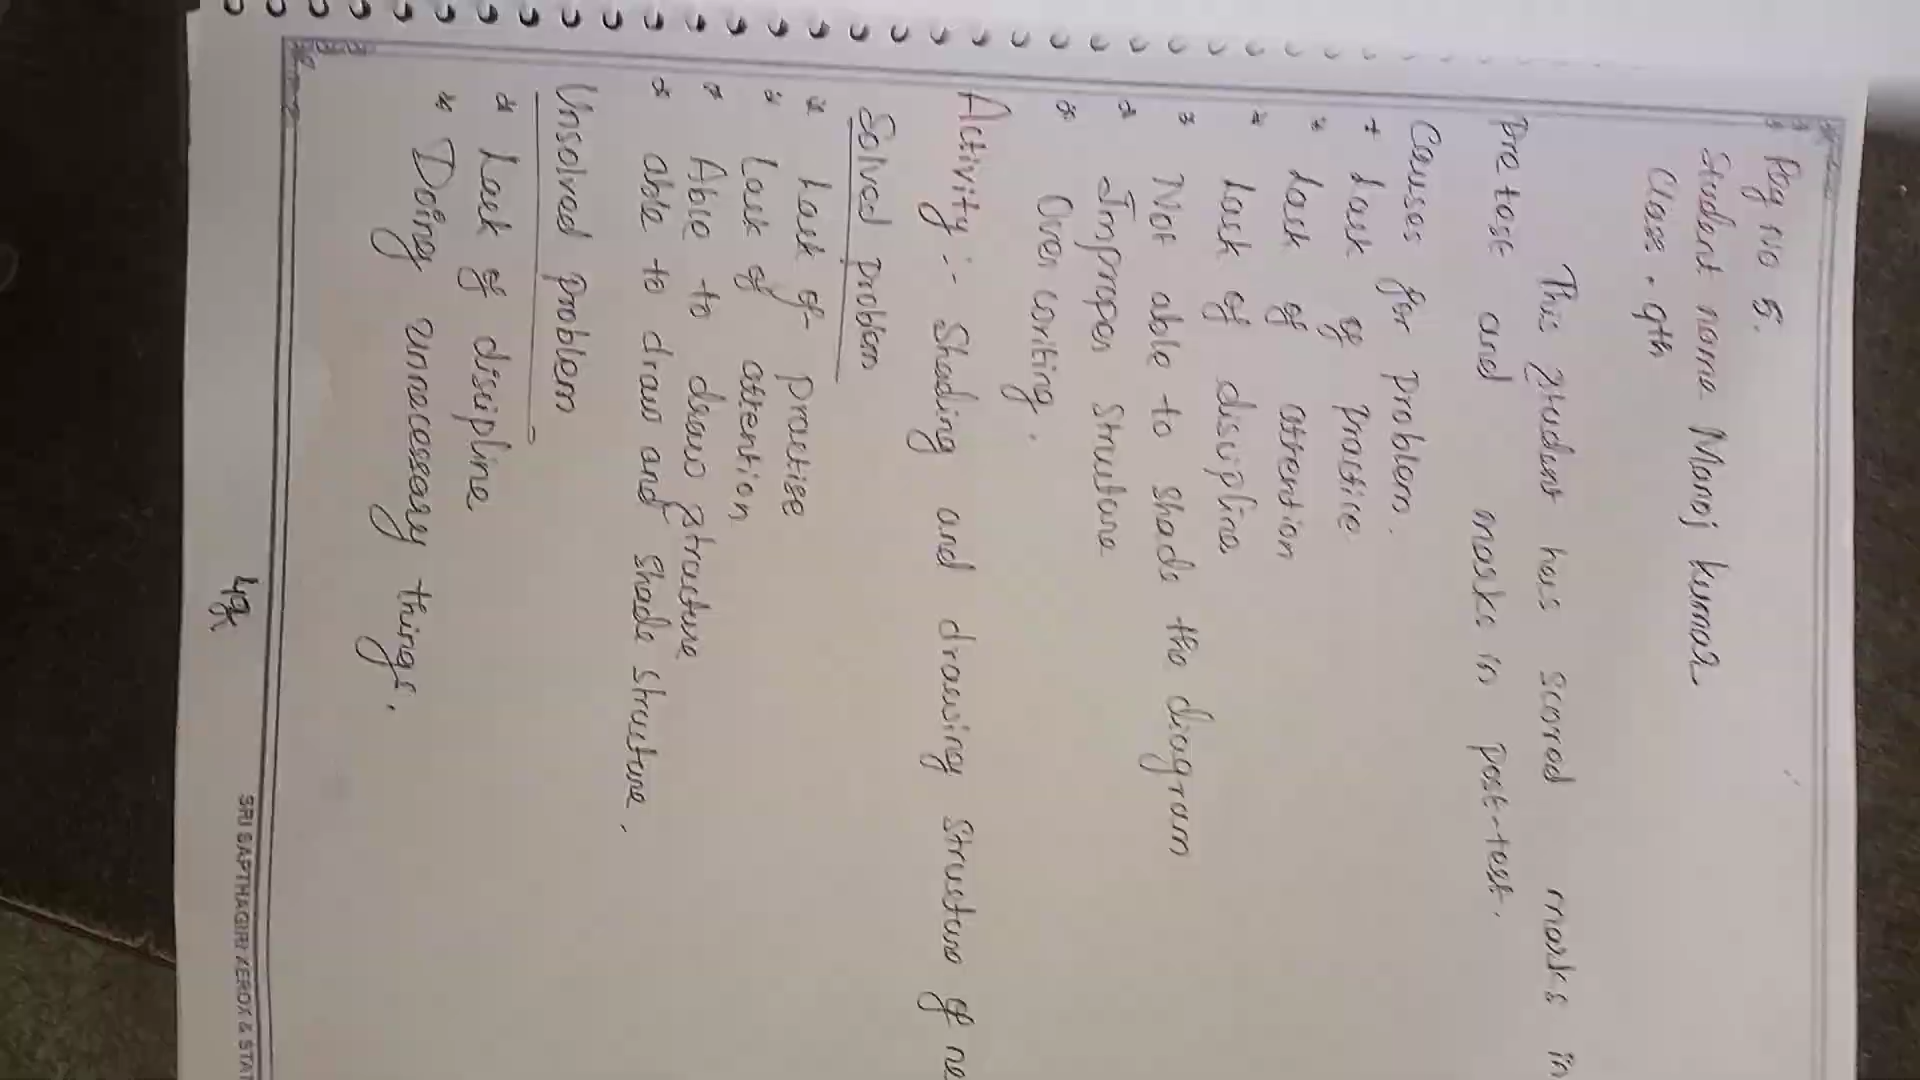 Reg no 5.
Student name Manoj kumar
Class . 9th
This student has scored marks in
Pretest and marks in post-test.
Causes for problem.
* Lack of practice
* Lack of attention
* Lack of discipline
* Not able to shade the diagram
* Improper structure
* Over writing.
Activity :- Shading and drawing structure of ne
Solved problem
* Lack of practise
* Lack of attention
* Able to draw structure
* able to draw and shade structure.
Unsolved problem
* Lack of discipline
* Doing unnecessary things.
SRI SAPTHAGIRI XEROX & STAT